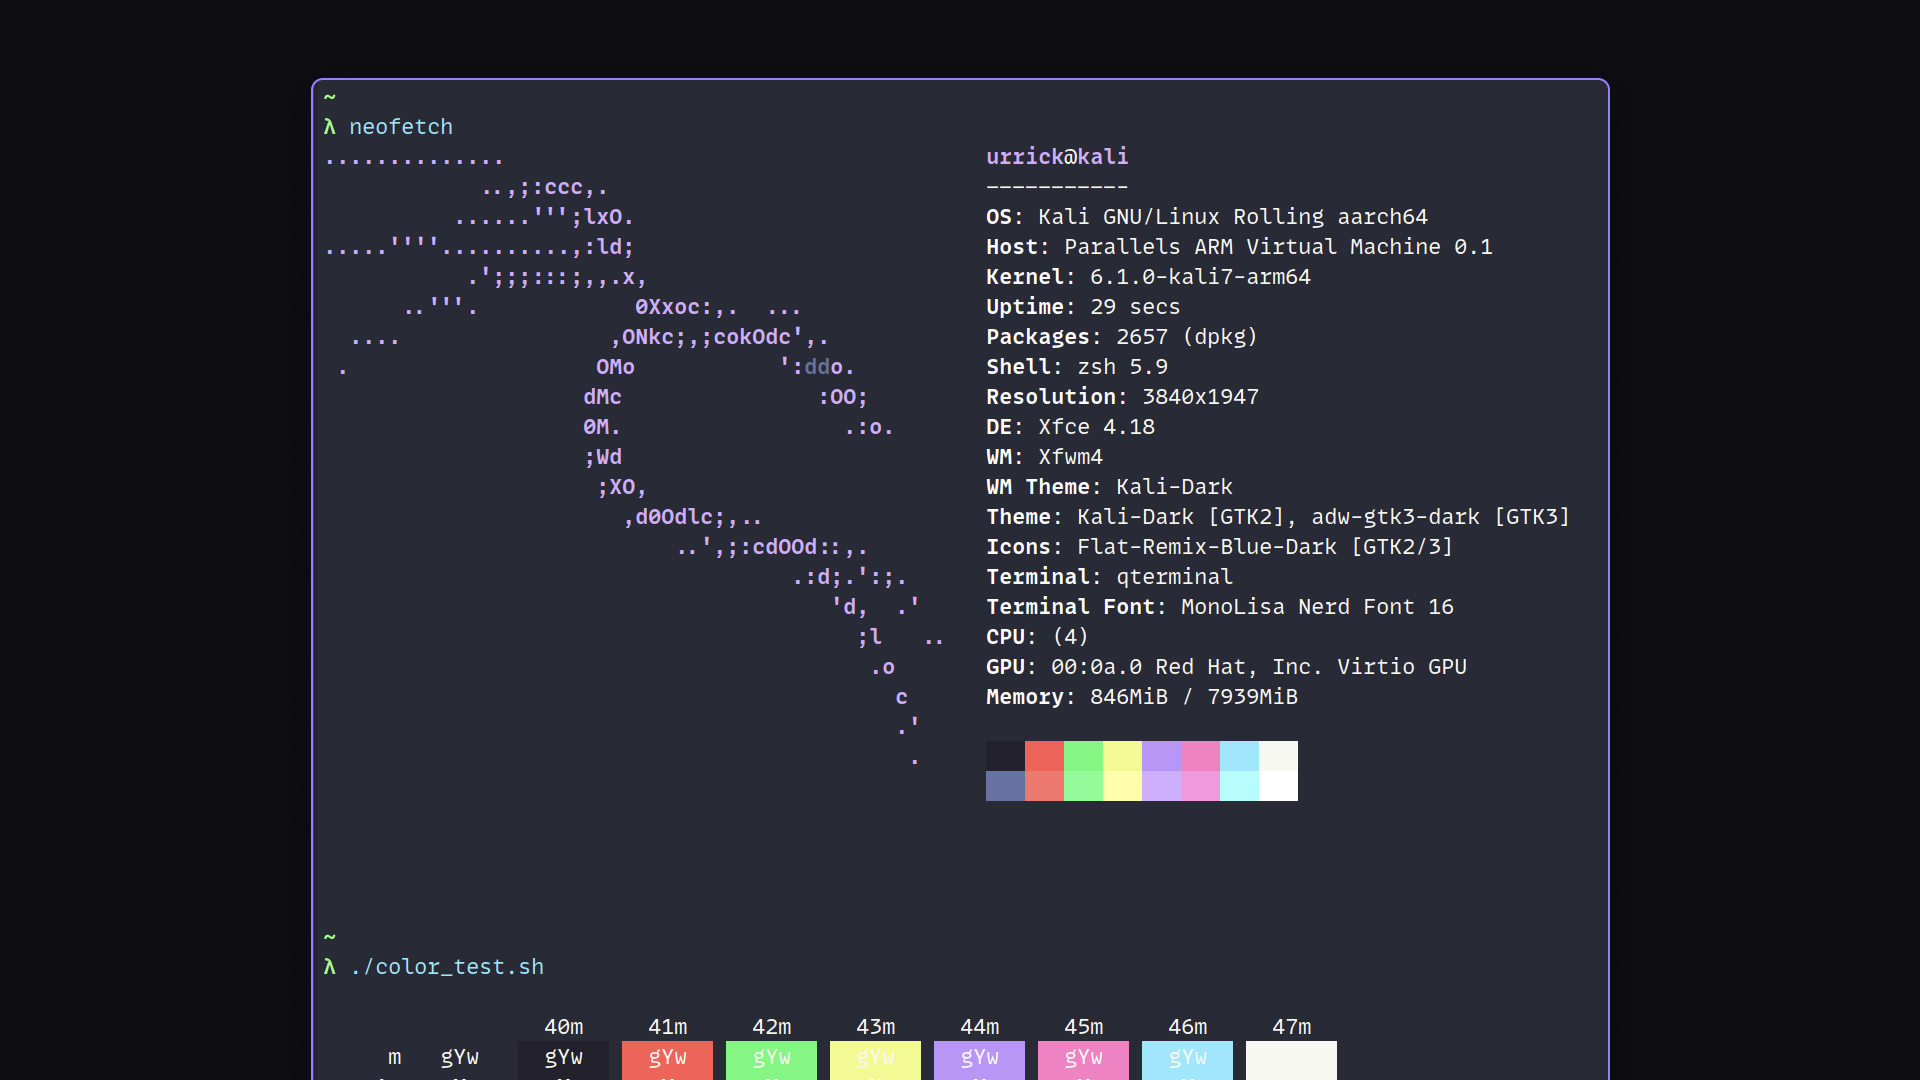 ~
λ neofetch
..............                                     urrick@kali
            ..,;:ccc,.                             -----------
          ......''';lxO.                           OS: Kali GNU/Linux Rolling aarch64
.....''''..........,:ld;                           Host: Parallels ARM Virtual Machine 0.1
           .';;;:::;,,.x,                          Kernel: 6.1.0-kali7-arm64
      ..'''.            0Xxoc:,.  ...              Uptime: 29 secs
  ....                ,ONkc;,;cokOdc',.            Packages: 2657 (dpkg)
 .                   OMo           ':ddo.          Shell: zsh 5.9
                    dMc               :OO;         Resolution: 3840x1947
                    0M.                 .:o.       DE: Xfce 4.18
                    ;Wd                            WM: Xfwm4
                     ;XO,                          WM Theme: Kali-Dark
                       ,d0Odlc;,..                 Theme: Kali-Dark [GTK2], adw-gtk3-dark [GTK3]
                           ..',;:cdOOd::,.         Icons: Flat-Remix-Blue-Dark [GTK2/3]
                                    .:d;.':;.      Terminal: qterminal
                                       'd,  .'     Terminal Font: MonoLisa Nerd Font 16
                                         ;l   ..   CPU: (4)
                                          .o       GPU: 00:0a.0 Red Hat, Inc. Virtio GPU
                                            c      Memory: 846MiB / 7939MiB
                                            .'
                                             .
~
λ ./color_test.sh
40m 41m 42m 43m 44m 45m 46m 47m
m gYw gYw gYw gYw gYw gYw gYw gYw